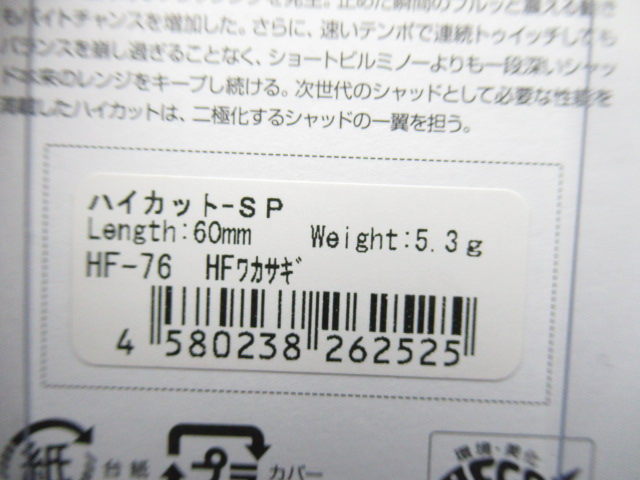 もバイトチャンスを増加した。さらに、速いテンポで連続トゥイッチしても
バランスを崩し過ぎることなく、ショートビルミノーよりも一段深いシャッ
ド本来のレンジをキープし続ける。次世代のシャッドとして必要な性能を
満載したハイカットは、二極化するシャッドの一翼を担う。
ハイカット-SP
Length:60mm Weight:5.3g
HF-76 HFワカサギ
4 580238 262525
紙 台紙 プラ カバー
環境・美化